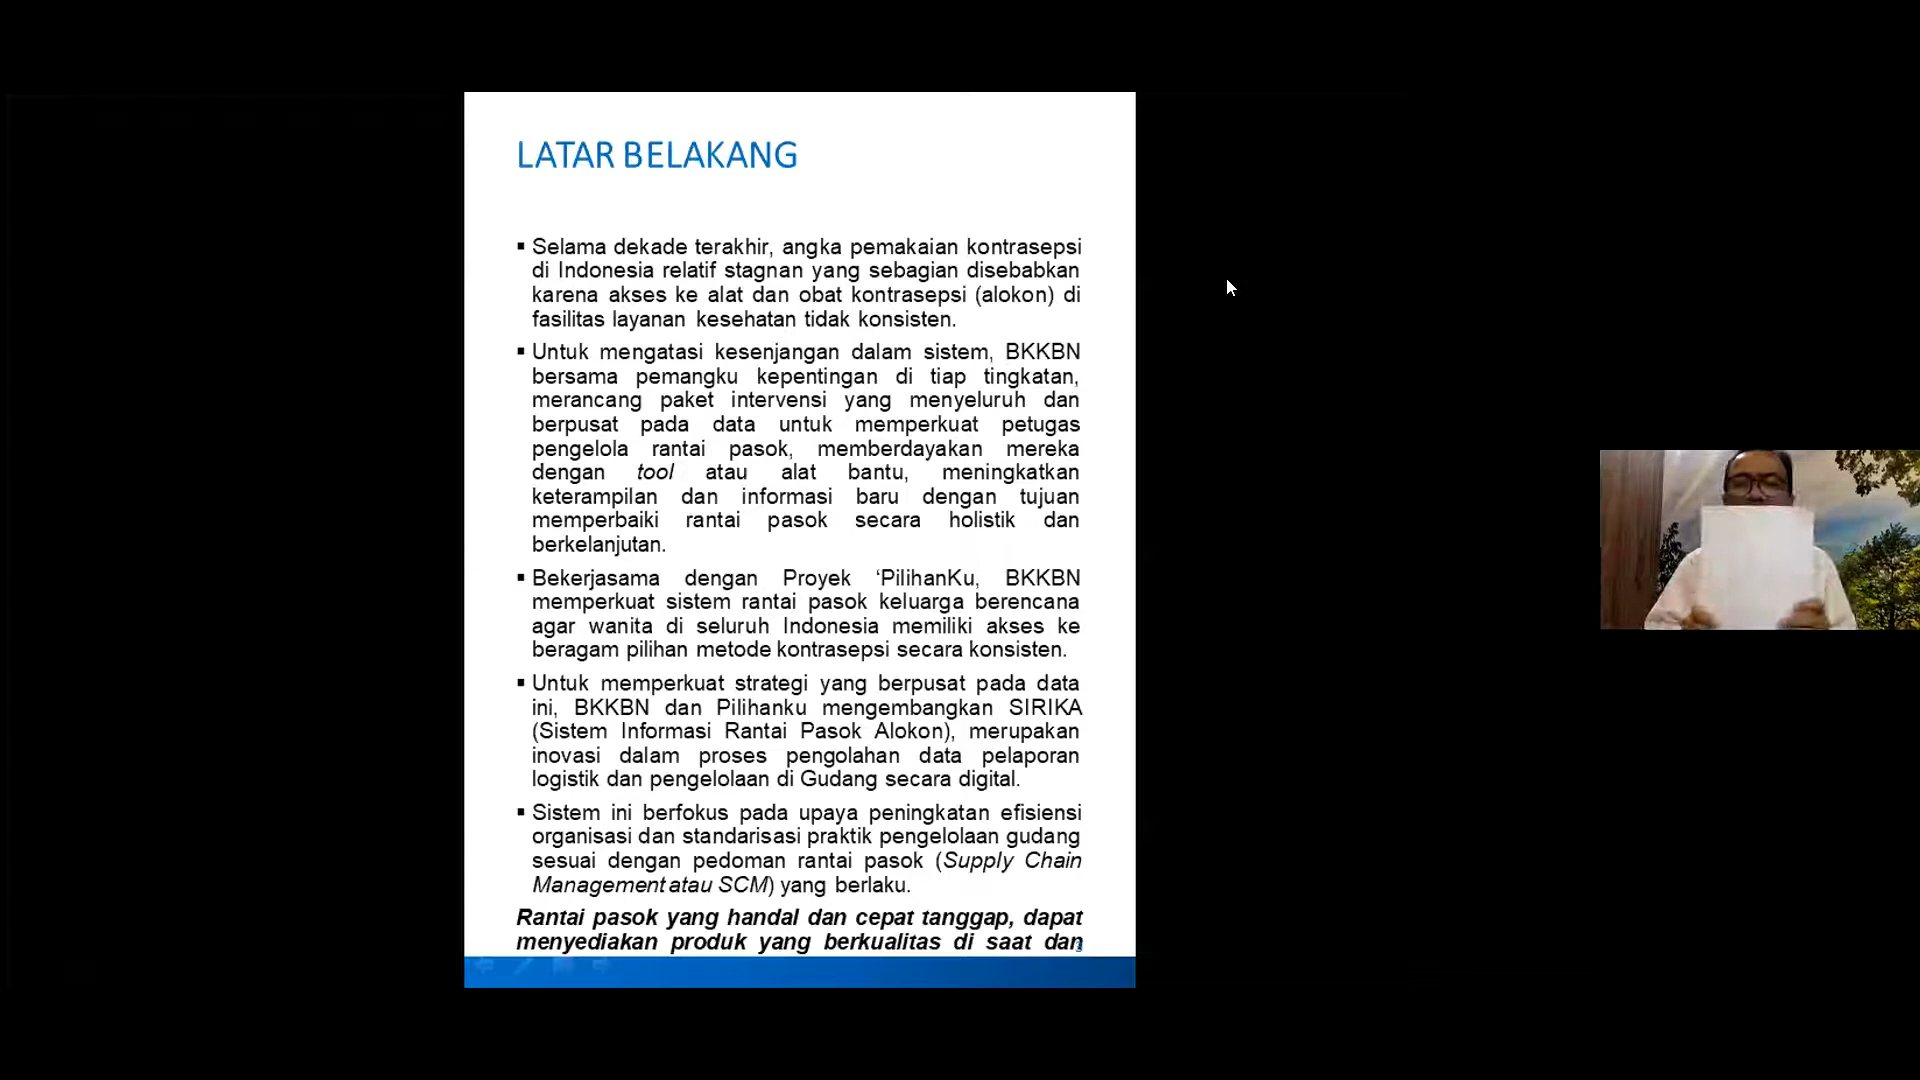 LATAR BELAKANG
▪ Selama dekade terakhir, angka pemakaian kontrasepsi
di Indonesia relatif stagnan yang sebagian disebabkan
karena akses ke alat dan obat kontrasepsi (alokon) di
fasilitas layanan kesehatan tidak konsisten.
▪ Untuk mengatasi kesenjangan dalam sistem, BKKBN
bersama pemangku kepentingan di tiap tingkatan,
merancang paket intervensi yang menyeluruh dan
berpusat pada data untuk memperkuat petugas
pengelola rantai pasok, memberdayakan mereka
dengan tool atau alat bantu, meningkatkan
keterampilan dan informasi baru dengan tujuan
memperbaiki rantai pasok secara holistik dan
berkelanjutan.
▪ Bekerjasama dengan Proyek ‘PilihanKu, BKKBN
memperkuat sistem rantai pasok keluarga berencana
agar wanita di seluruh Indonesia memiliki akses ke
beragam pilihan metode kontrasepsi secara konsisten.
▪ Untuk memperkuat strategi yang berpusat pada data
ini, BKKBN dan Pilihanku mengembangkan SIRIKA
(Sistem Informasi Rantai Pasok Alokon), merupakan
inovasi dalam proses pengolahan data pelaporan
logistik dan pengelolaan di Gudang secara digital.
▪ Sistem ini berfokus pada upaya peningkatan efisiensi
organisasi dan standarisasi praktik pengelolaan gudang
sesuai dengan pedoman rantai pasok (Supply Chain
Management atau SCM) yang berlaku.
Rantai pasok yang handal dan cepat tanggap, dapat
menyediakan produk yang berkualitas di saat dan